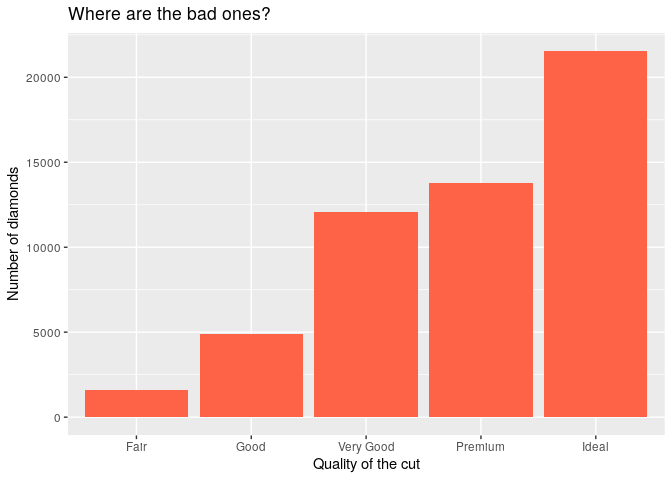 Where are the bad ones?
Number of diamonds
20000
15000
10000
5000
0
Fair Good Very Good Premium Ideal
Quality of the cut